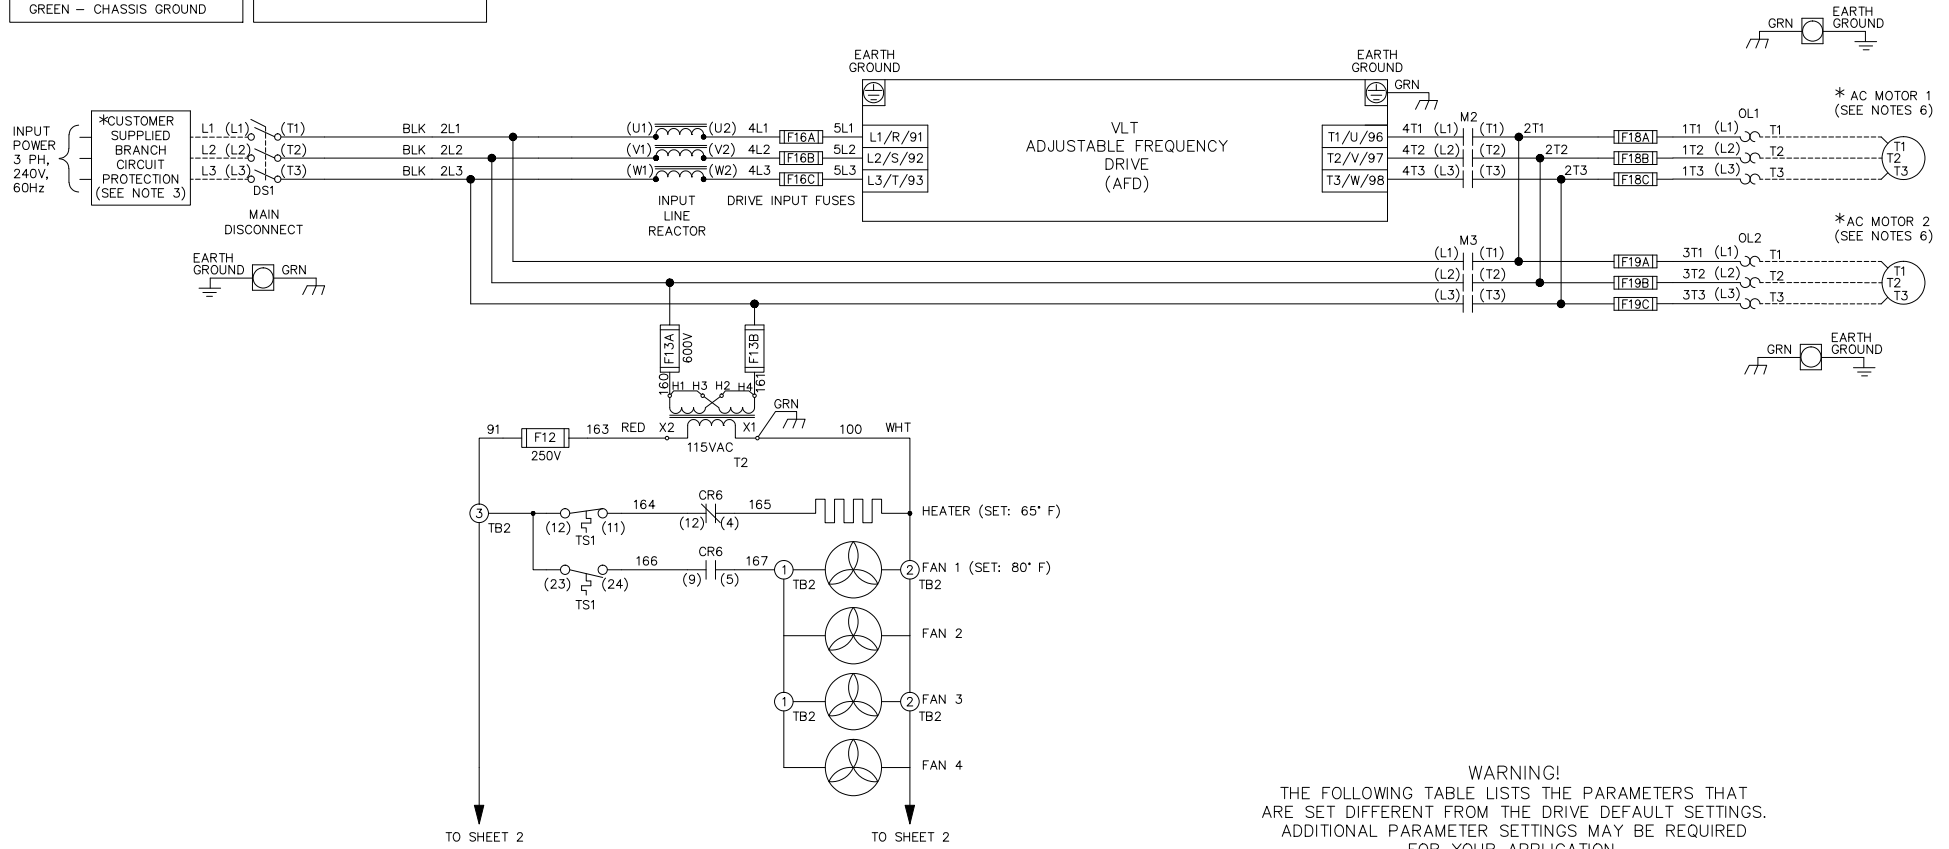 GREEN – CHASSIS GROUND
EARTH
GRN GROUND
EARTH
GROUND
EARTH
GROUND
GRN
INPUT
POWER
3 PH,
240V,
60Hz
*CUSTOMER
SUPPLIED
BRANCH
CIRCUIT
PROTECTION
(SEE NOTE 3)
L1 (L1) (T1) BLK 2L1 (U1) (U2) 4L1 F16A 5L1 L1/R/91
L2 (L2) (T2) BLK 2L2 (V1) (V2) 4L2 F16B 5L2 L2/S/92
L3 (L3) (T3) BLK 2L3 (W1) (W2) 4L3 F16C 5L3 L3/T/93
DS1
MAIN
DISCONNECT
INPUT
LINE
REACTOR
DRIVE INPUT FUSES
VLT
ADJUSTABLE FREQUENCY
DRIVE
(AFD)
M2
T1/U/96 4T1 (L1) (T1) 2T1 F18A 1T1 (L1) T1
T2/V/97 4T2 (L2) (T2) 2T2 F18B 1T2 (L2) T2
T3/W/98 4T3 (L3) (T3) 2T3 F18C 1T3 (L3) T3
OL1
* AC MOTOR 1
(SEE NOTES 6)
T1
T2
T3
EARTH
GROUND GRN
M3
(L1) (T1) F19A 3T1 (L1) T1
(L2) (T2) F19B 3T2 (L2) T2
(L3) (T3) F19C 3T3 (L3) T3
OL2
*AC MOTOR 2
(SEE NOTES 6)
T1
T2
T3
EARTH
GRN GROUND
F13A
600V
F13B
160
161
H1 H3 H2 H4
GRN
91 F12 163 RED X2 X1 100 WHT
250V
115VAC
T2
3
TB2
(12) (11) 164 CR6 (12) (4) 165 HEATER (SET: 65° F)
TS1
(23) (24) 166 CR6 (9) (5) 167 1 TB2 2 TB2 FAN 1 (SET: 80° F)
TS1
FAN 2
1 TB2 2 TB2 FAN 3
FAN 4
TO SHEET 2
TO SHEET 2
WARNING!
THE FOLLOWING TABLE LISTS THE PARAMETERS THAT
ARE SET DIFFERENT FROM THE DRIVE DEFAULT SETTINGS.
ADDITIONAL PARAMETER SETTINGS MAY BE REQUIRED
FOR YOUR APPLICATION